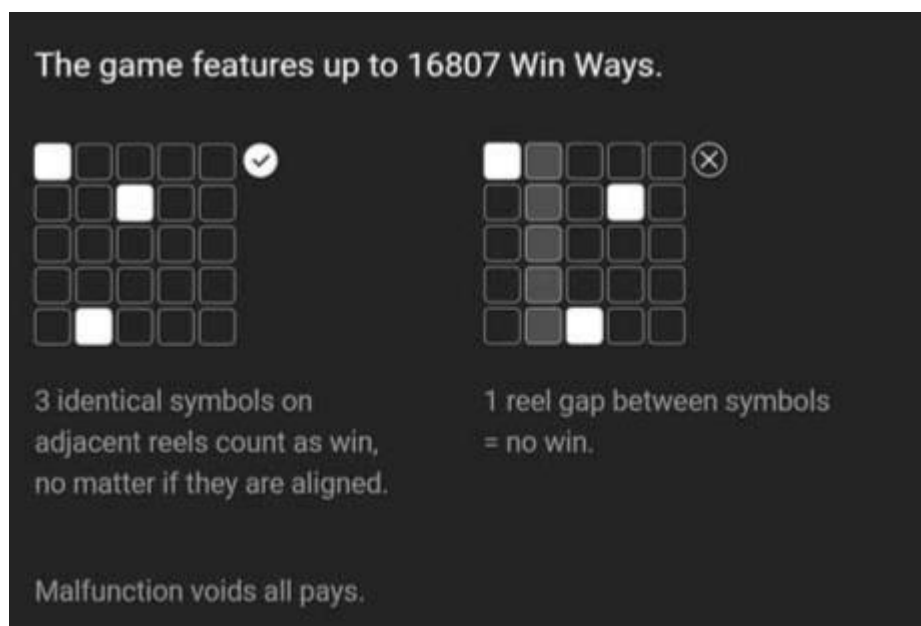 The game features up to 16807 Win Ways.
3 identical symbols on
adjacent reels count as win,
no matter if they are aligned.
1 reel gap between symbols
= no win.
Malfunction voids all pays.